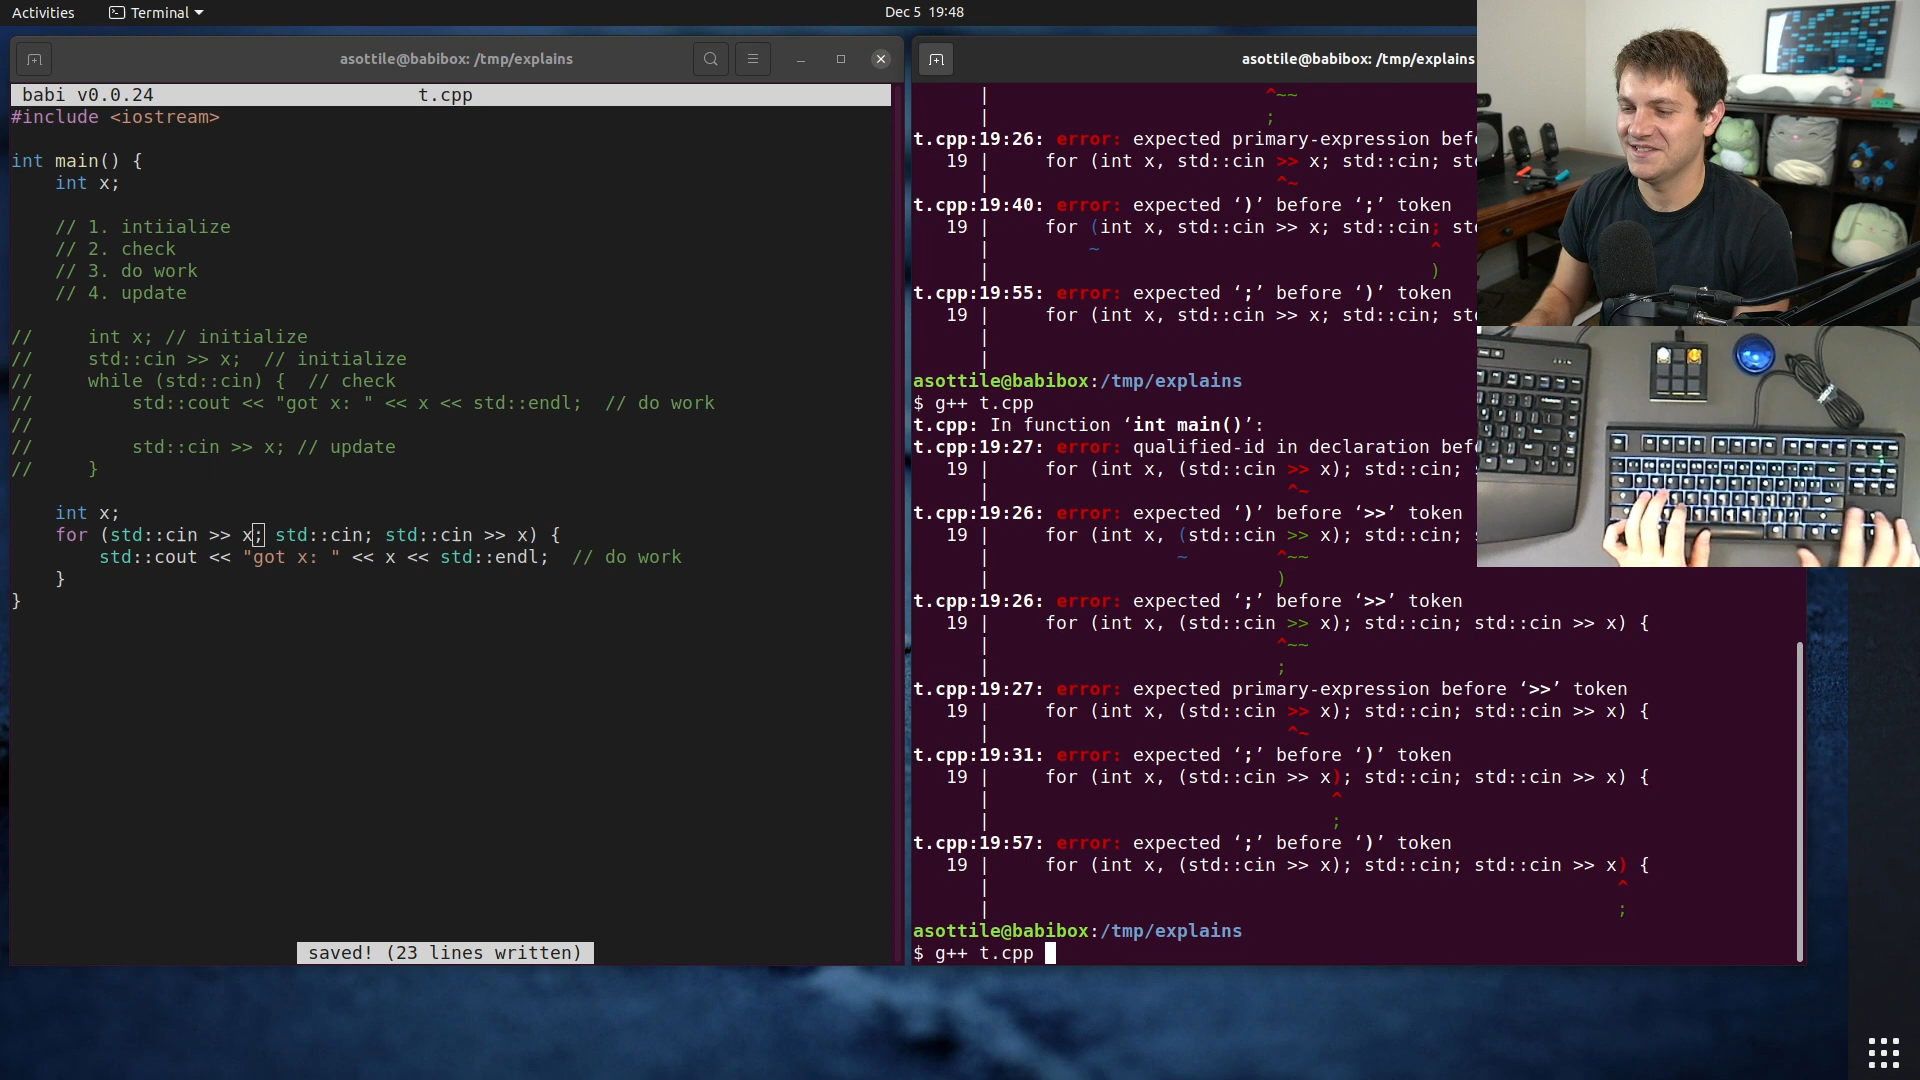 Activities
Terminal
Dec 5 19:48
asottile@babibox: /tmp/explains
babi v0.0.24 t.cpp
#include <iostream>
int main() {
    int x;
    // 1. intiialize
    // 2. check
    // 3. do work
    // 4. update
//     int x; // initialize
//     std::cin >> x;  // initialize
//     while (std::cin) {  // check
//         std::cout << "got x: " << x << std::endl;  // do work
//
//         std::cin >> x; // update
//     }
    int x;
    for (std::cin >> x; std::cin; std::cin >> x) {
        std::cout << "got x: " << x << std::endl;  // do work
    }
}
saved! (23 lines written)
asottile@babibox: /tmp/explains
      |                          ^~~
      |                          ;
t.cpp:19:26: error: expected primary-expression bef
   19 |     for (int x, std::cin >> x; std::cin; st
      |                           ^~
t.cpp:19:40: error: expected ‘)’ before ‘;’ token
   19 |     for (int x, std::cin >> x; std::cin; st
      |         ~                               ^
      |                                         )
t.cpp:19:55: error: expected ‘;’ before ‘)’ token
   19 |     for (int x, std::cin >> x; std::cin; st
      |
      |
asottile@babibox:/tmp/explains
$ g++ t.cpp
t.cpp: In function ‘int main()’:
t.cpp:19:27: error: qualified-id in declaration bef
   19 |     for (int x, (std::cin >> x); std::cin; s
      |                            ^~
t.cpp:19:26: error: expected ‘)’ before ‘>>’ token
   19 |     for (int x, (std::cin >> x); std::cin; s
      |                 ~        ^~~
      |                          )
t.cpp:19:26: error: expected ‘;’ before ‘>>’ token
   19 |     for (int x, (std::cin >> x); std::cin; std::cin >> x) {
      |                          ^~~
      |                          ;
t.cpp:19:27: error: expected primary-expression before ‘>>’ token
   19 |     for (int x, (std::cin >> x); std::cin; std::cin >> x) {
      |                           ^~
t.cpp:19:31: error: expected ‘;’ before ‘)’ token
   19 |     for (int x, (std::cin >> x); std::cin; std::cin >> x) {
      |                               ^
      |                               ;
t.cpp:19:57: error: expected ‘;’ before ‘)’ token
   19 |     for (int x, (std::cin >> x); std::cin; std::cin >> x) {
      |                                                         ^
      |                                                         ;
asottile@babibox:/tmp/explains
$ g++ t.cpp